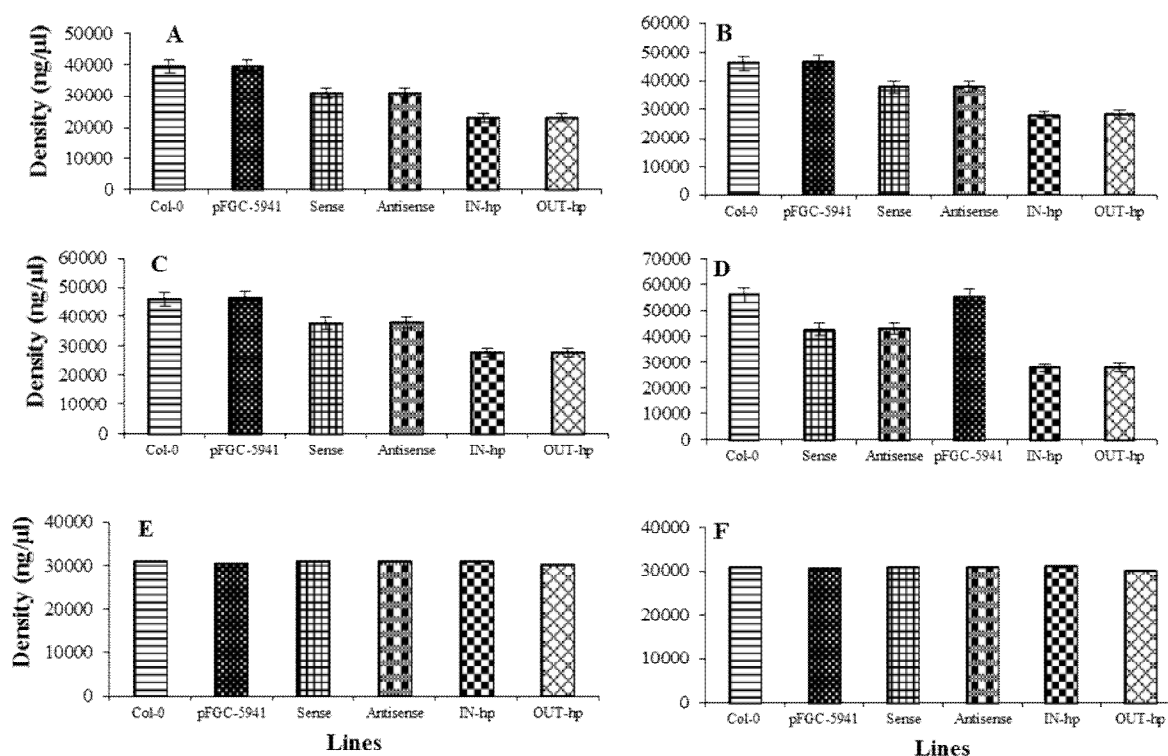 A
Density (ng/µl)
50000
40000
30000
20000
10000
0
Col-0 pFGC-5941 Sense Antisense IN-hp OUT-hp
B
60000
50000
40000
30000
20000
10000
0
Col-0 pFGC-5941 Sense Antisense IN-hp OUT-hp
C
Density (ng/µl)
60000
50000
40000
30000
20000
10000
0
Col-0 pFGC-5941 Sense Antisense IN-hp OUT-hp
D
70000
60000
50000
40000
30000
20000
10000
0
Col-0 Sense Antisense pFGC-5941 IN-hp OUT-hp
E
Density (ng/µl)
40000
30000
20000
10000
0
Col-0 pFGC-5941 Sense Antisense IN-hp OUT-hp
Lines
F
40000
30000
20000
10000
0
Col-0 pFGC-5941 Sense Antisense IN-hp OUT-hp
Lines